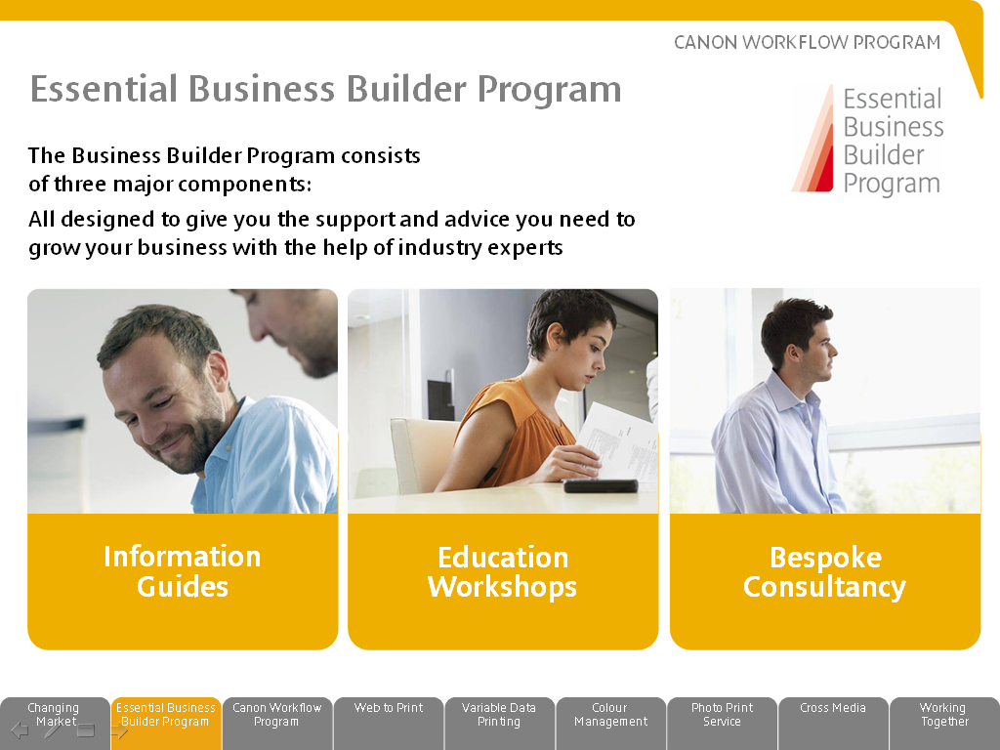 CANON WORKFLOW PROGRAM
Essential Business Builder Program
Essential
Business
Builder
Program
The Business Builder Program consists
of three major components:
All designed to give you the support and advice you need to
grow your business with the help of industry experts
Information
Guides
Education
Workshops
Bespoke
Consultancy
Changing
Market
Essential Business
Builder Program
Canon Workflow
Program
Web to Print
Variable Data
Printing
Colour
Management
Photo Print
Service
Cross Media
Working
Together